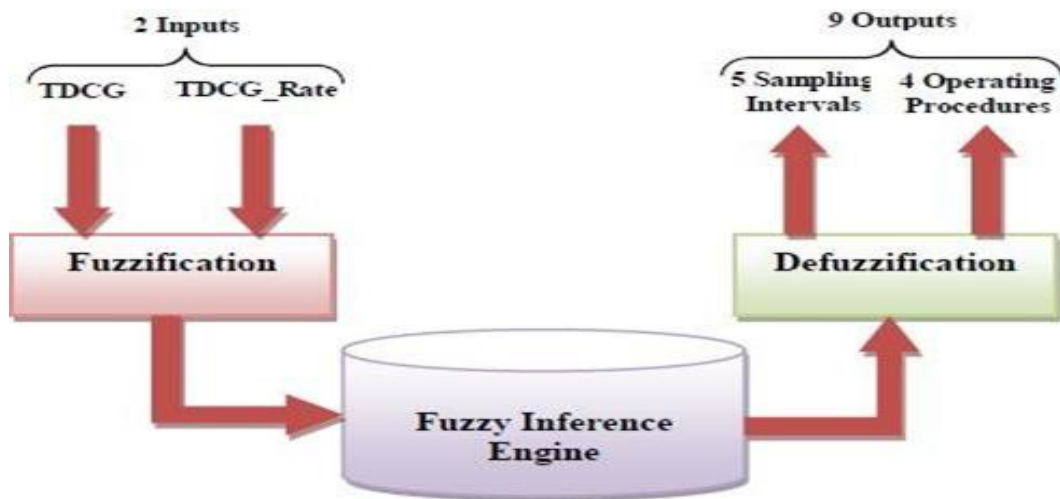 2 Inputs
TDCG
TDCG_Rate
Fuzzification
Fuzzy Inference
Engine
9 Outputs
5 Sampling
Intervals
4 Operating
Procedures
Defuzzification